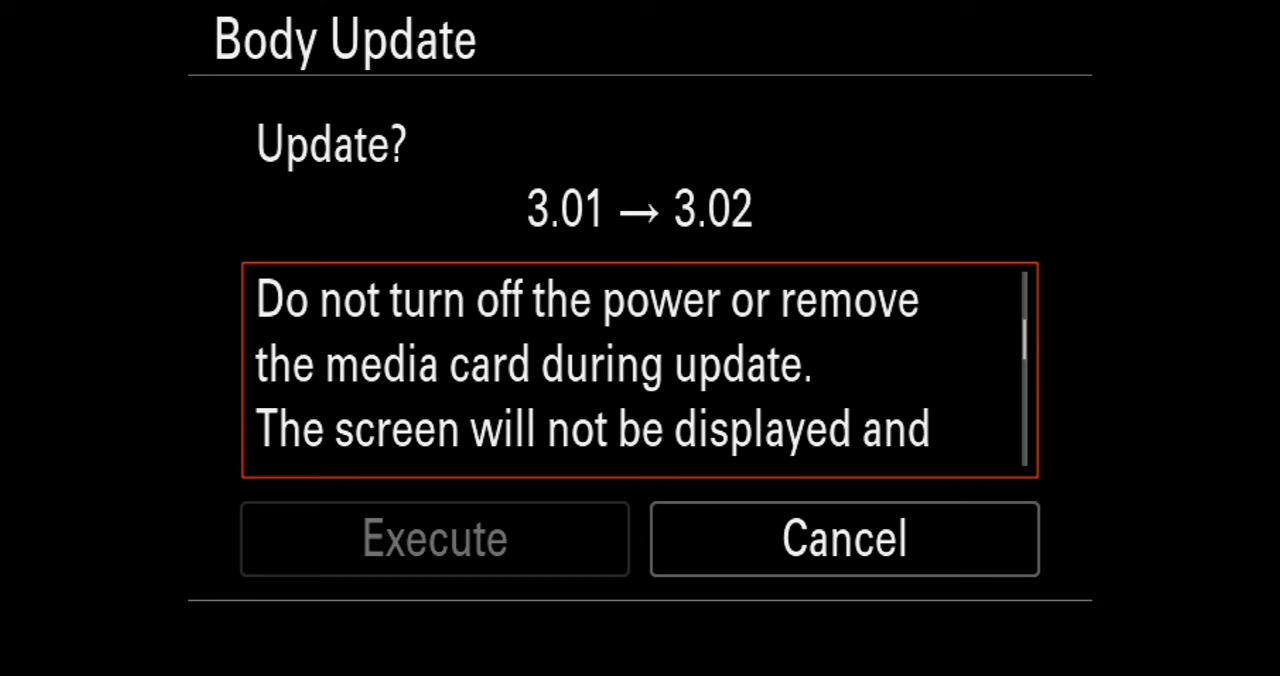 Body Update
Update?
3.01 → 3.02
Do not turn off the power or remove
the media card during update.
The screen will not be displayed and
Execute
Cancel